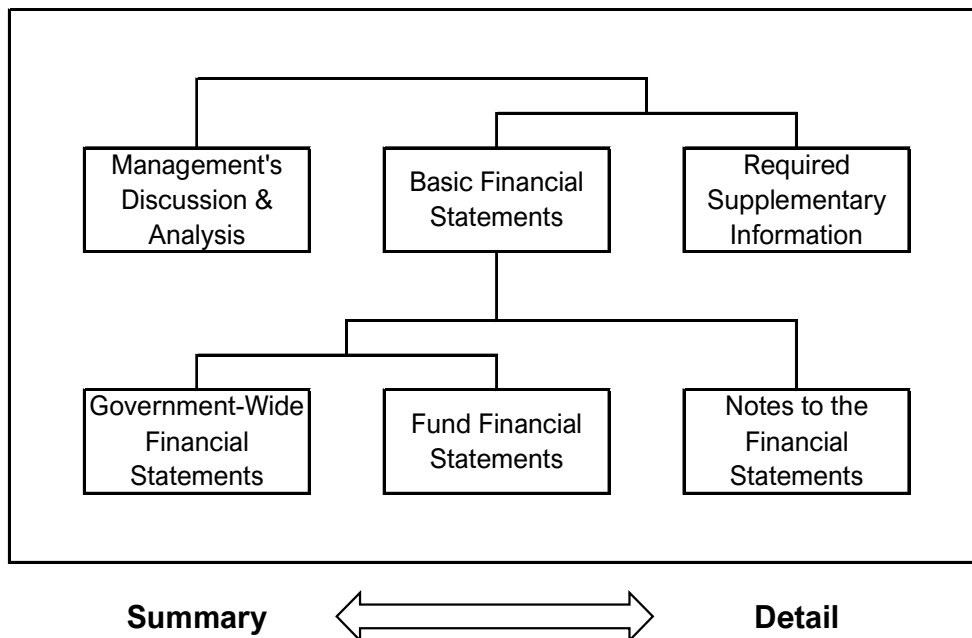 Management's
Discussion &
Analysis
Basic Financial
Statements
Required
Supplementary
Information
Government-Wide
Financial
Statements
Fund Financial
Statements
Notes to the
Financial
Statements
Summary
Detail